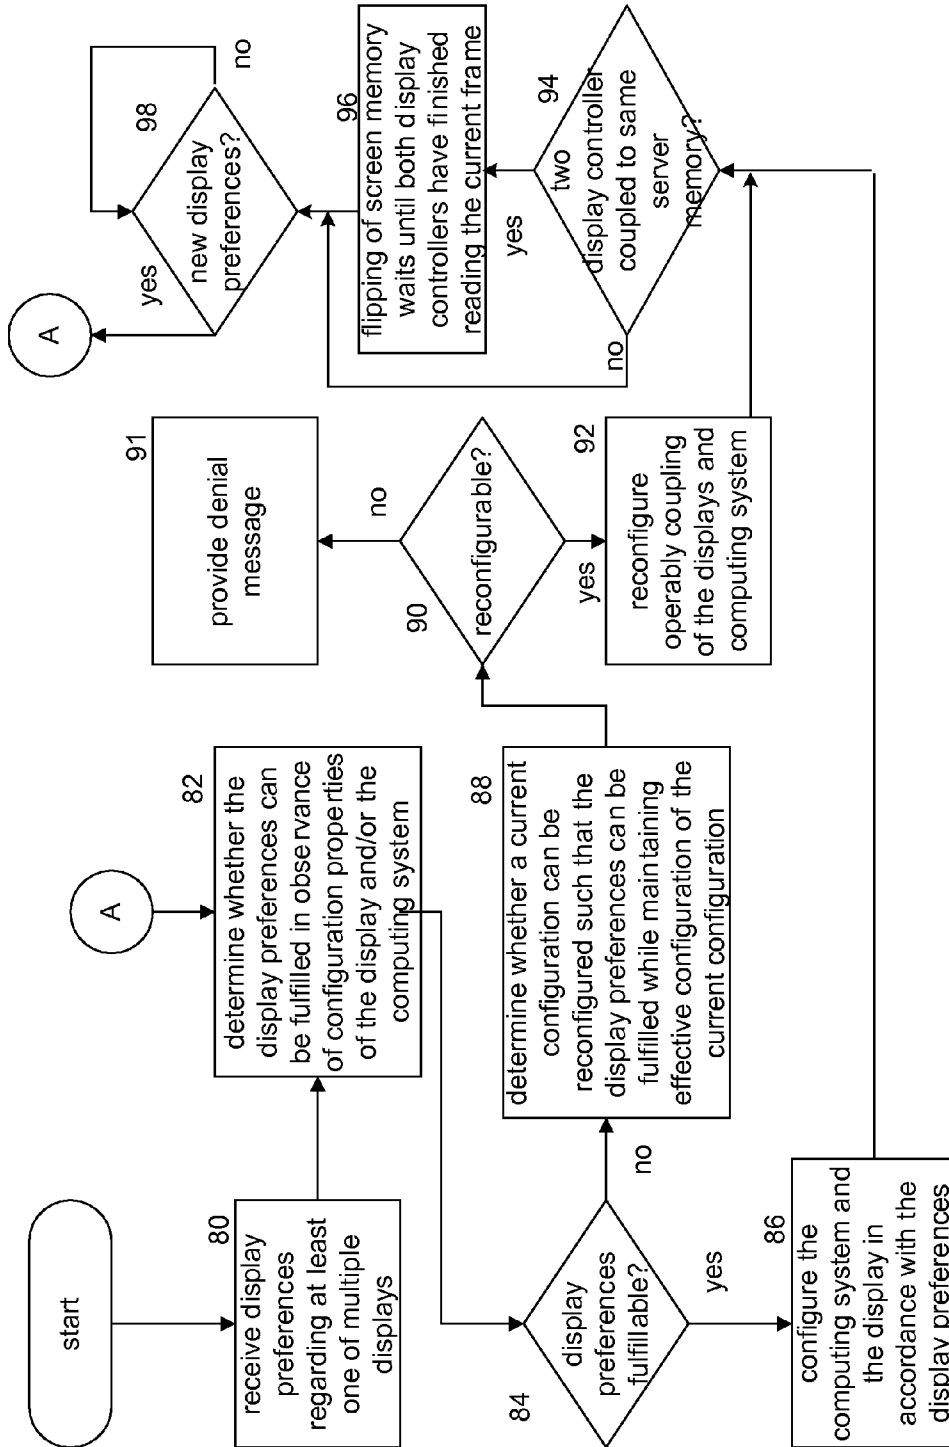 start
80
receive display
preferences
regarding at least
one of multiple
displays
A
82
determine whether the
display preferences can
be fulfilled in observance
of configuration properties
of the display and/or the
computing system
84
display
preferences
fulfillable?
no
yes
86
configure the
computing system and
the display in
accordance with the
display preferences
88
determine whether a current
configuration can be
reconfigured such that the
display preferences can be
fulfilled while maintaining
effective configuration of the
current configuration
90
reconfigurable?
no
yes
91
provide denial
message
92
reconfigure
operably coupling
of the displays and
computing system
94
two
display controller
coupled to same
server
memory?
no
yes
96
flipping of screen memory
waits until both display
controllers have finished
reading the current frame
98
new display
preferences?
no
yes
A